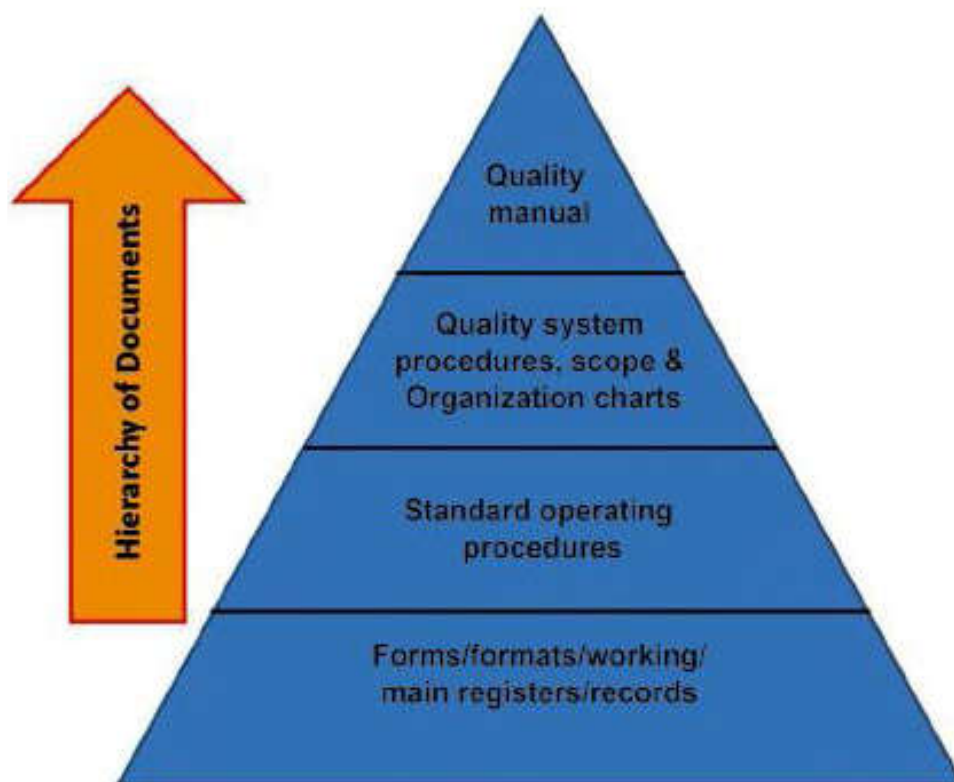 Hierarchy of Documents
Quality
manual
Quality system
procedures, scope &
Organization charts
Standard operating
procedures
Forms/formats/working/
main registers/records